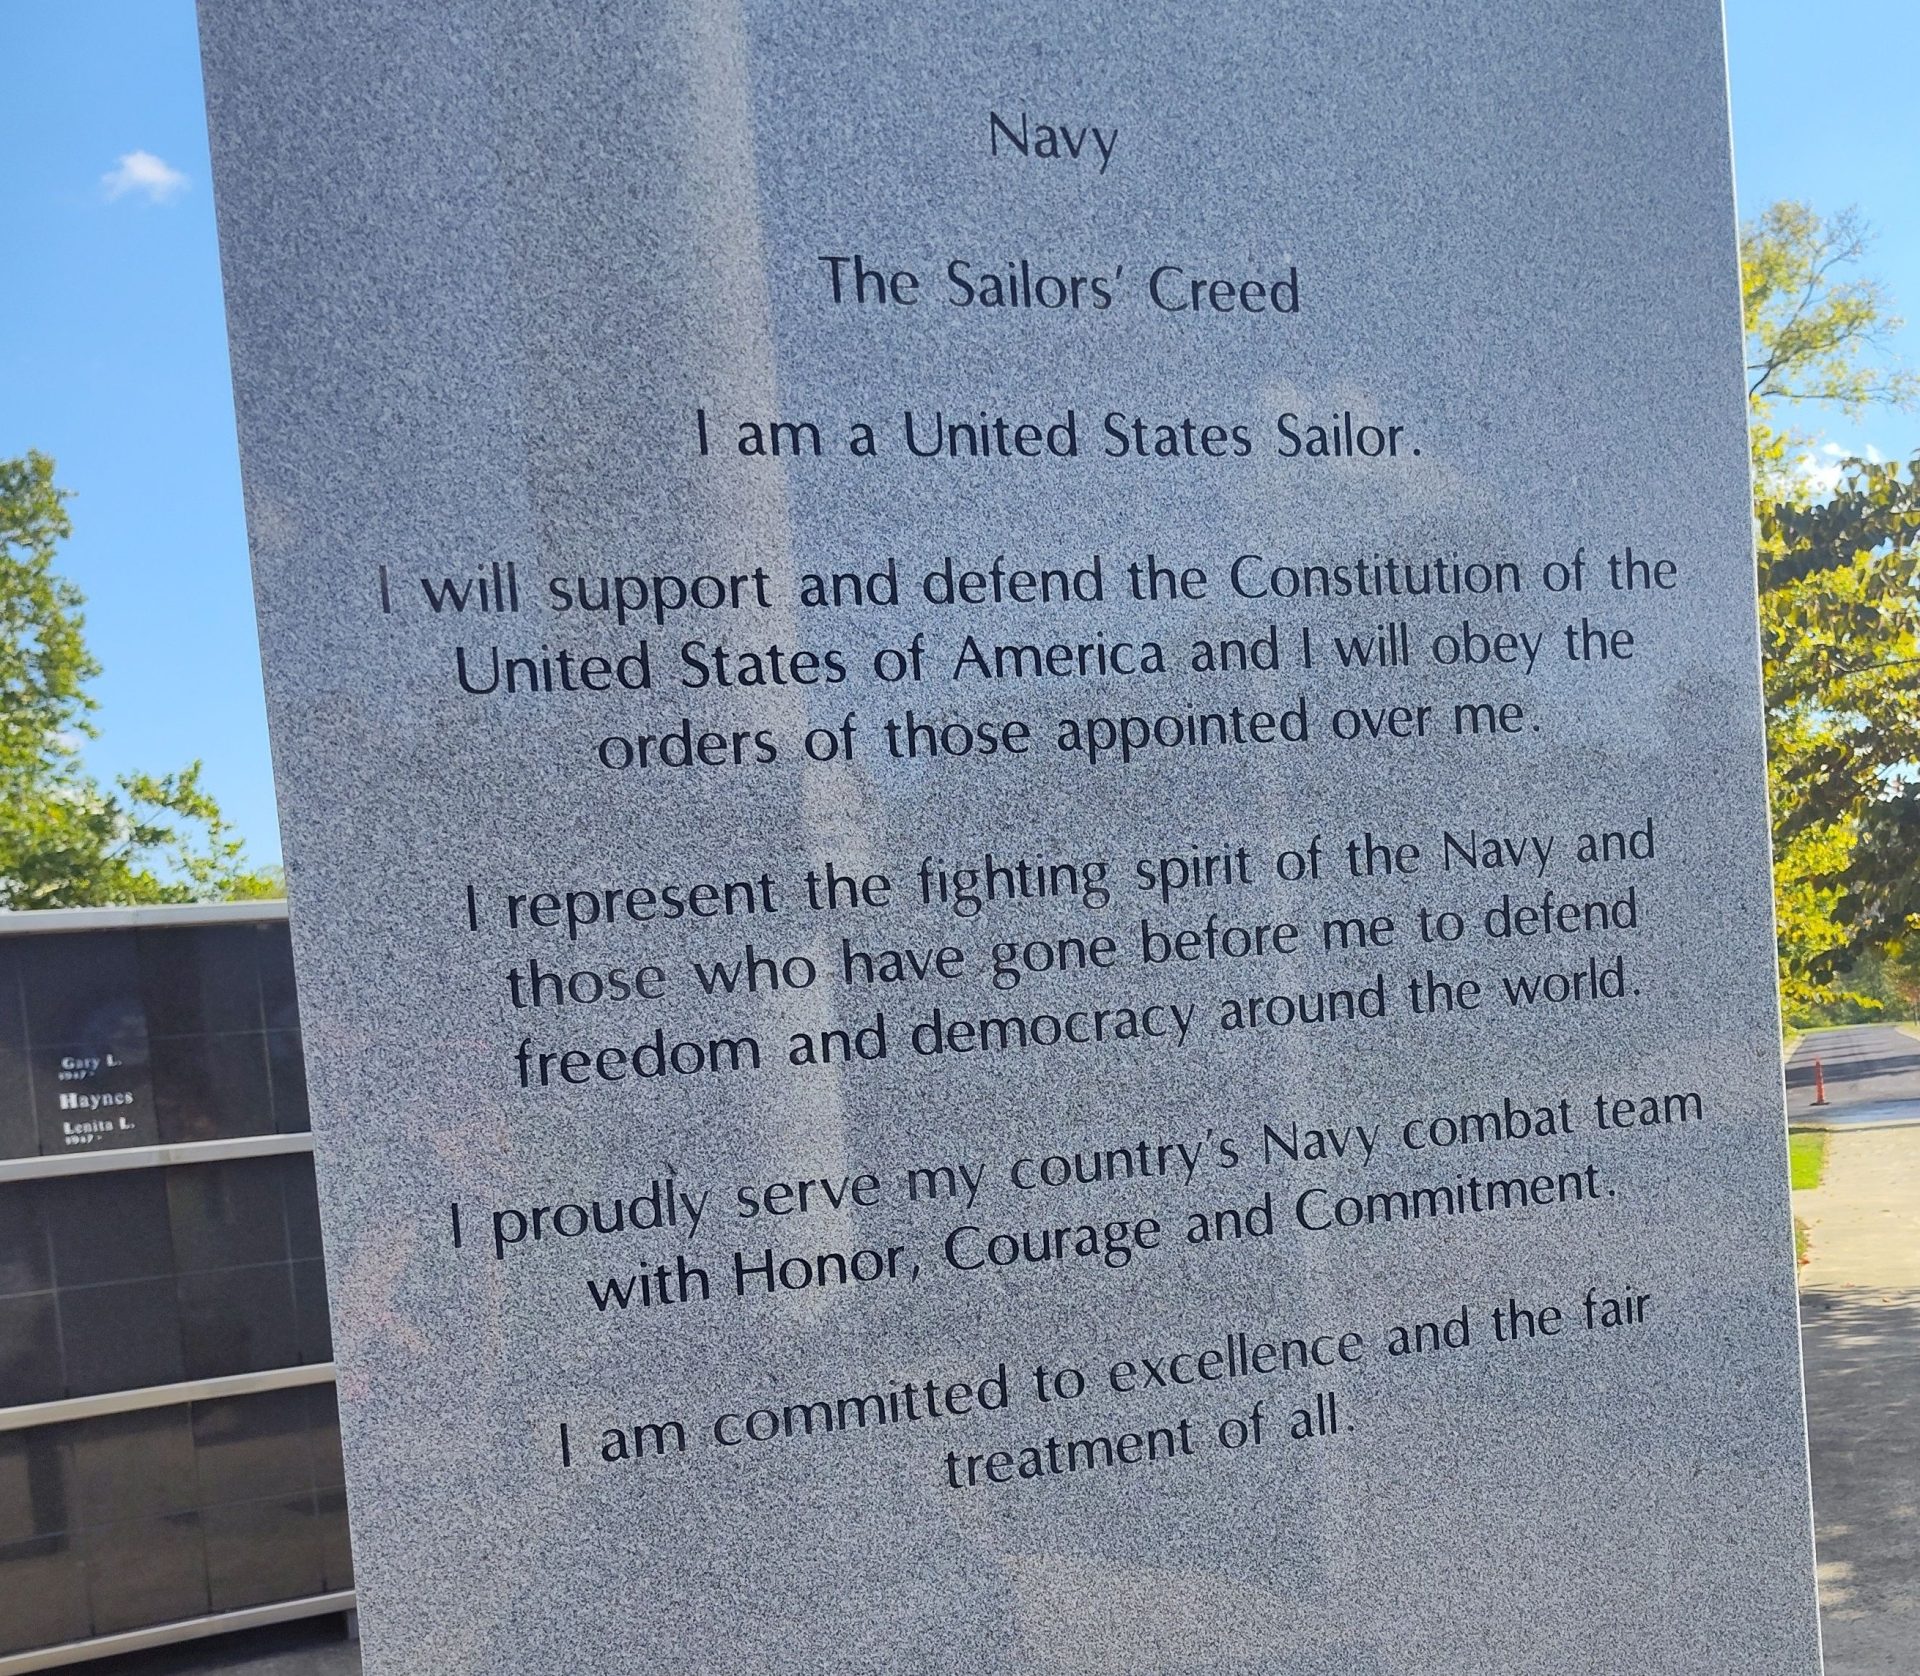 Navy
The Sailors' Creed
I am a United States Sailor.
I will support and defend the Constitution of the
United States of America and I will obey the
orders of those appointed over me.
I represent the fighting spirit of the Navy and
those who have gone before me to defend
freedom and democracy around the world.
I proudly serve my country's Navy combat team
with Honor, Courage and Commitment.
I am committed to excellence and the fair
treatment of all.
Gary L.
1947-
Haynes
Lenita L.
1947-